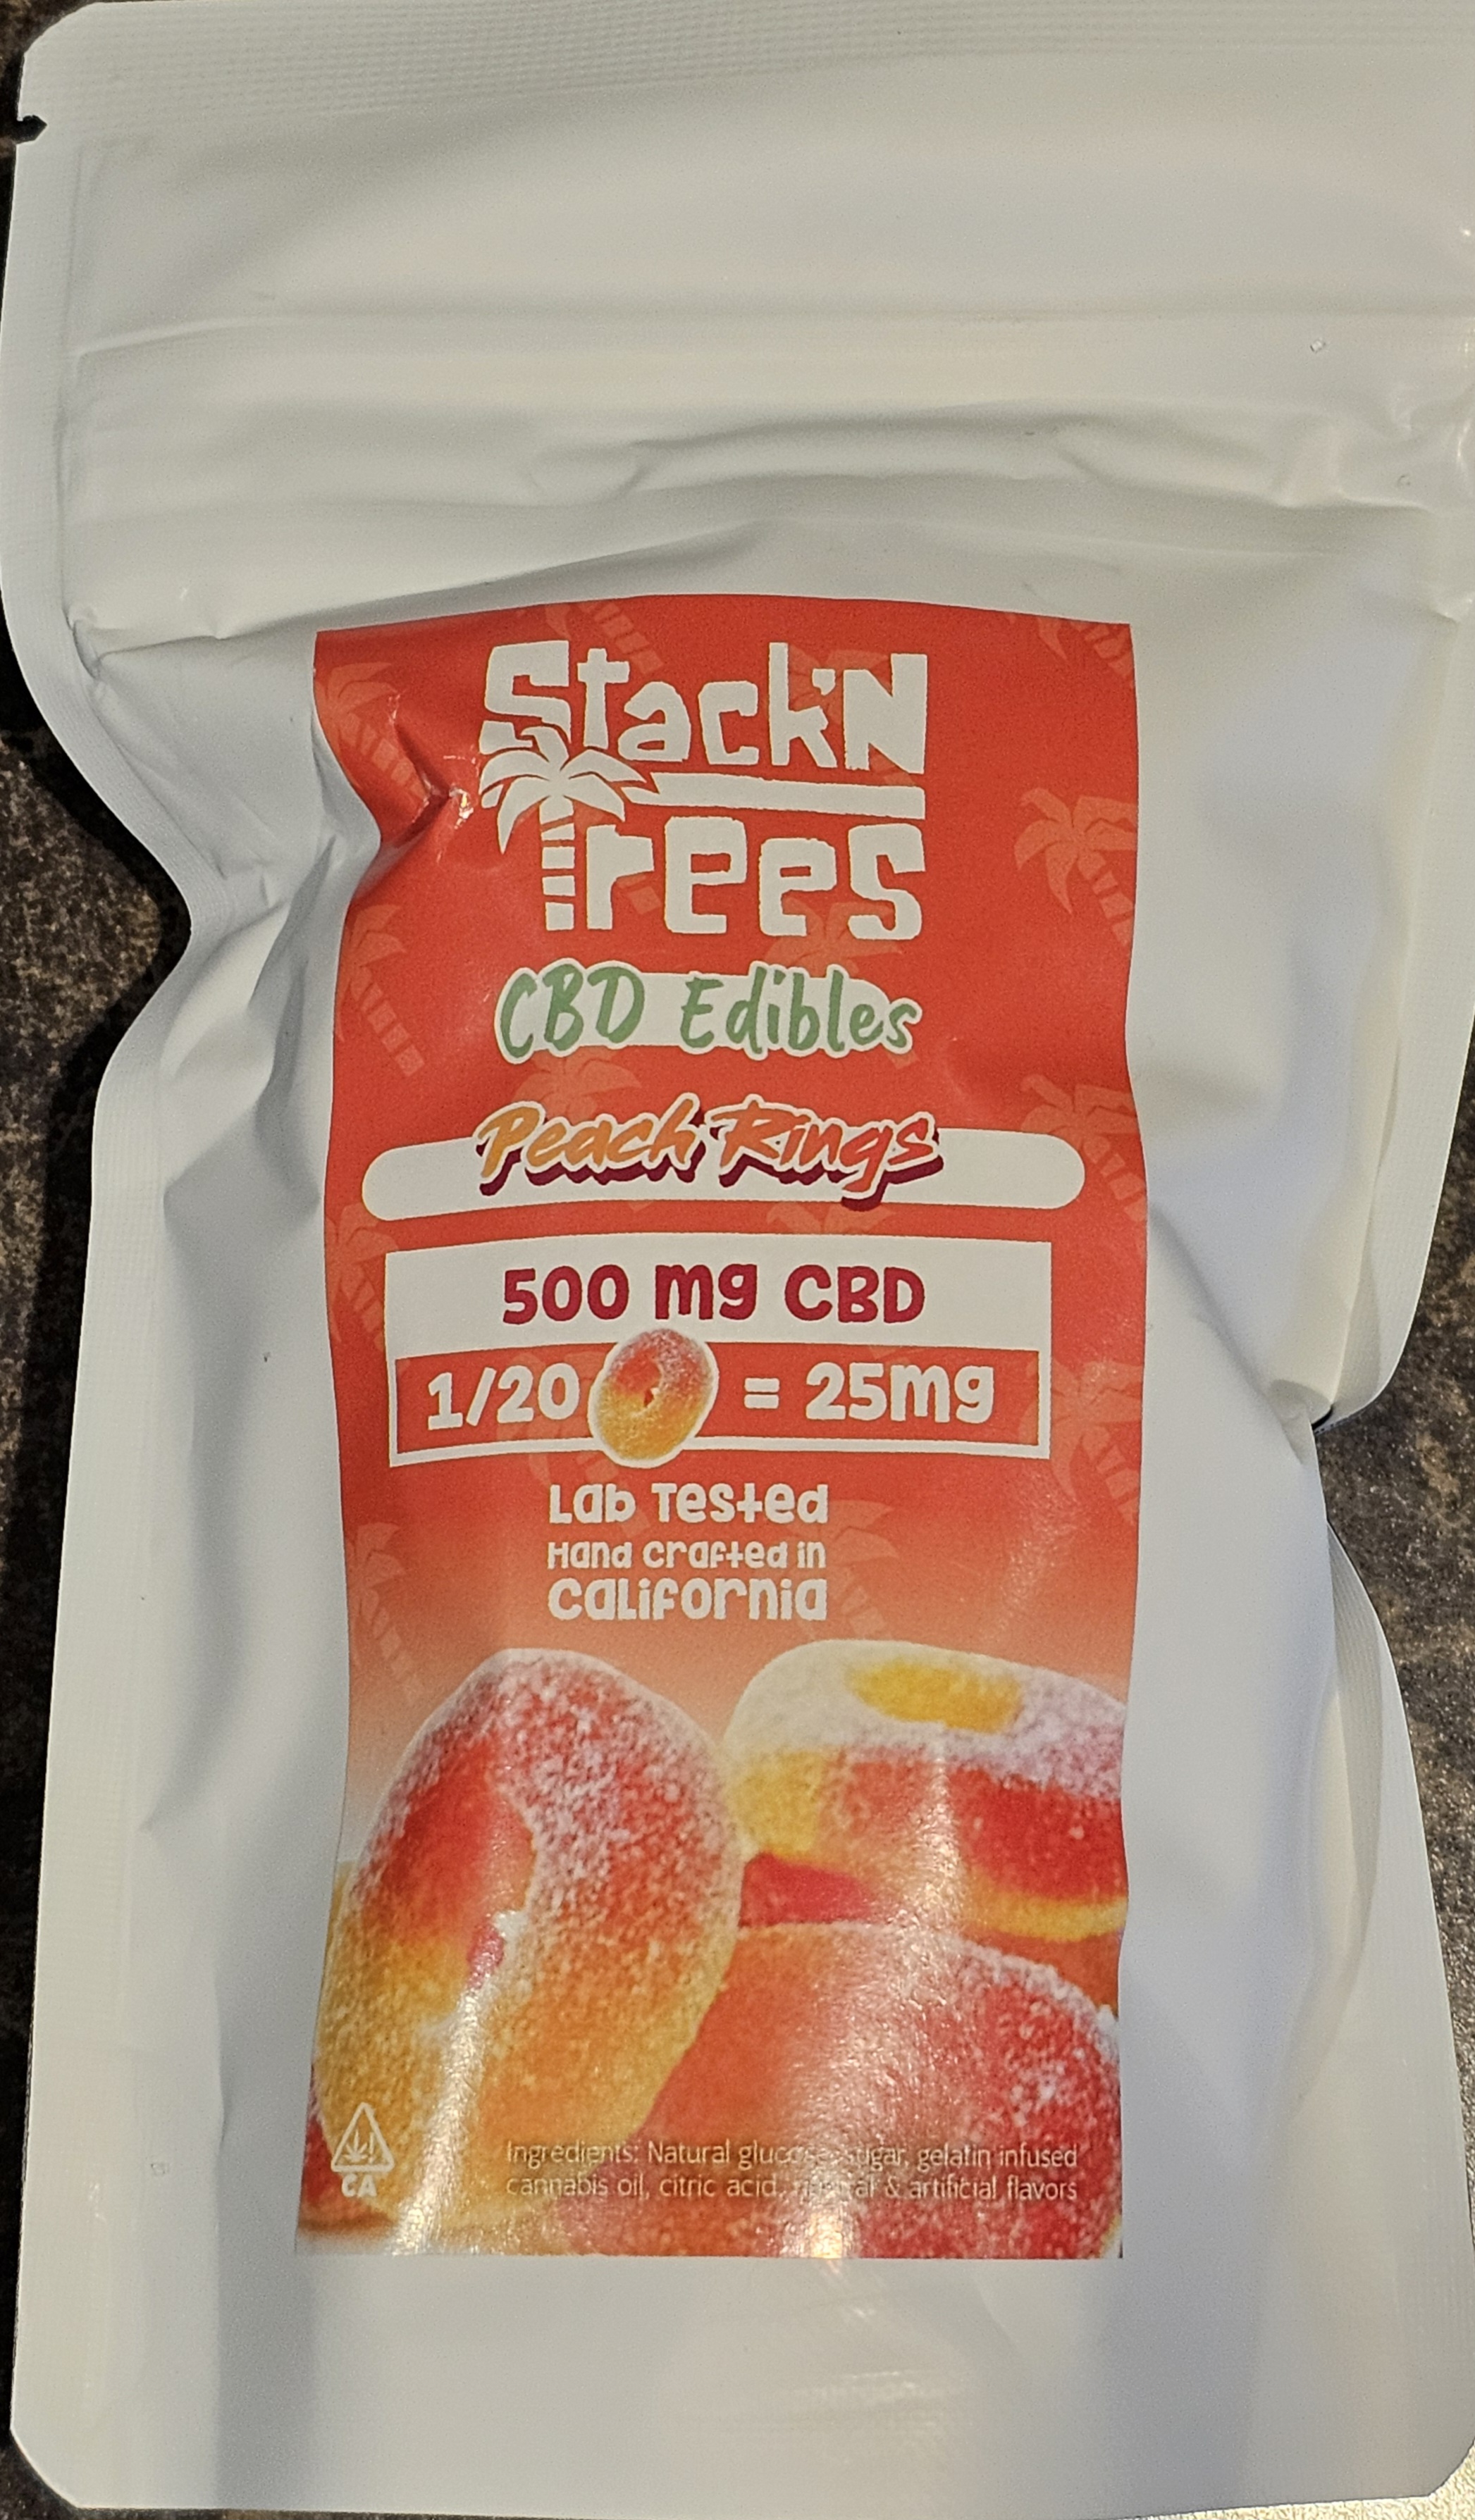 Stack'N
Trees
CBD Edibles
Peach Rings
500 mg CBD
1/20 = 25mg
Lab Tested
Hand Crafted in
California
CA
Ingredients: Natural glucose, sugar, gelatin infused
cannabis oil, citric acid, natural & artificial flavors